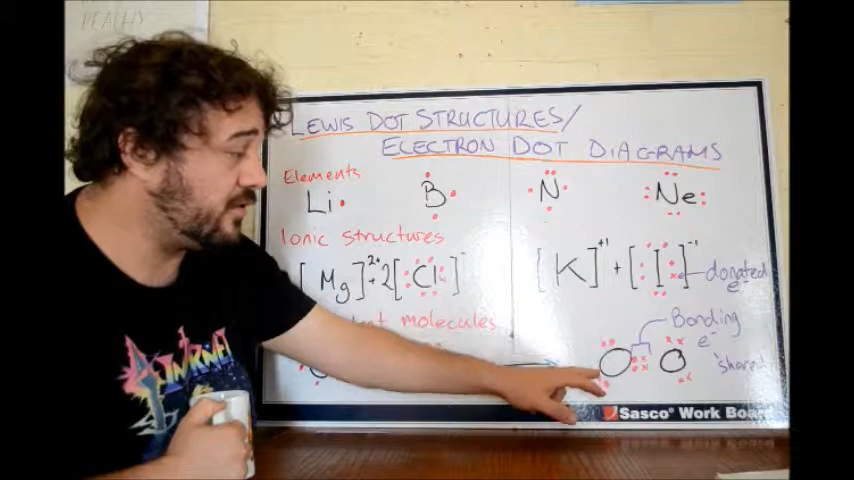 PEACHY
LEWIS DOT STRUCTURES/
ELECTRON DOT DIAGRAMS
Elements
Li B N Ne
Ionic structures
[Mg]2+ + 2[Cl]- [K]+1 + [I]-1 donated
e-
molecules Bonding
e-
O O 'shared'
JOURNEY
Sasco® Work Board